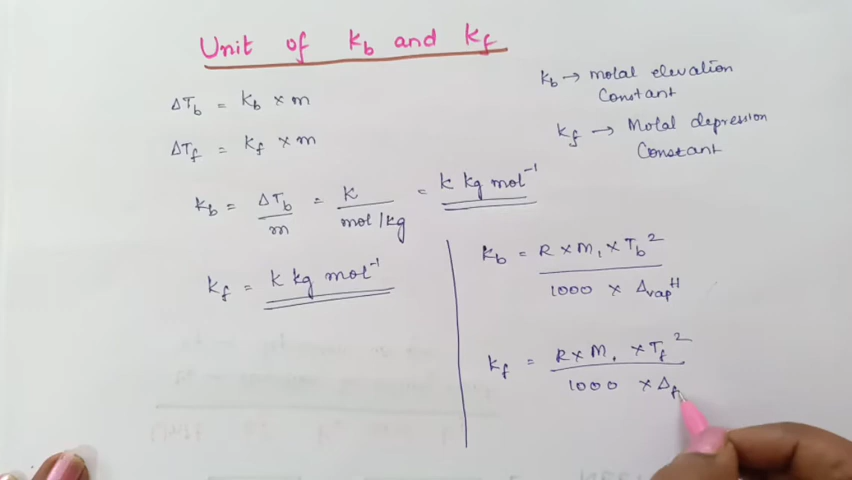 Unit of Kb and Kf
ΔTb = Kb × m
Kb → molal elevation
Constant
ΔTf = Kf × m
Kf → Molal depression
Constant
Kb = ΔTb / m = K / mol/kg = K kg mol⁻¹
Kf = K kg mol⁻¹
Kb = R × M₁ × Tb² / 1000 × ΔvapH
Kf = R × M₁ × Tf² / 1000 × Δf